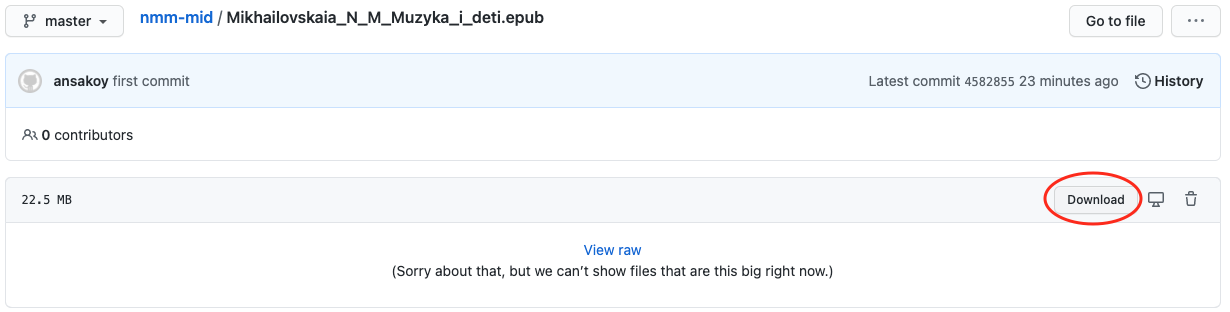 master nmm-mid / Mikhailovskaia_N_M_Muzyka_i_deti.epub Go to file ...
ansakoy first commit Latest commit 4582855 23 minutes ago History
0 contributors
22.5 MB Download
View raw
(Sorry about that, but we can’t show files that are this big right now.)